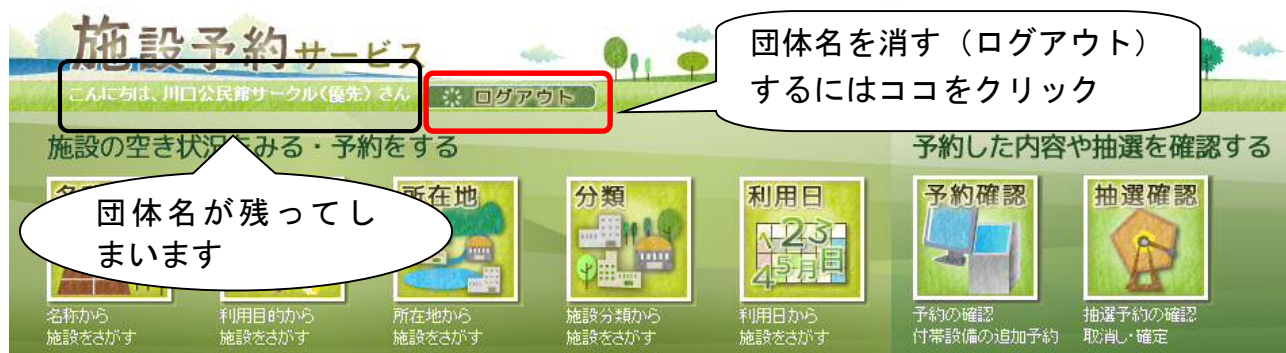 施設予約サービス
団体名を消す（ログアウト）
するにはココをクリック
こんにちは、川口公民館サークル(優先) さん
ログアウト
施設の空き状況をみる・予約をする
予約した内容や抽選を確認する
団体名が残ってし
まいます
所在地
分類
利用日
2 3
4 5 月 日
予約確認
抽選確認
名称から
施設をさがす
利用目的から
施設をさがす
所在地から
施設をさがす
施設分類から
施設をさがす
利用日から
施設をさがす
予約の確認
付帯設備の追加予約
抽選予約の確認
取消し・確定